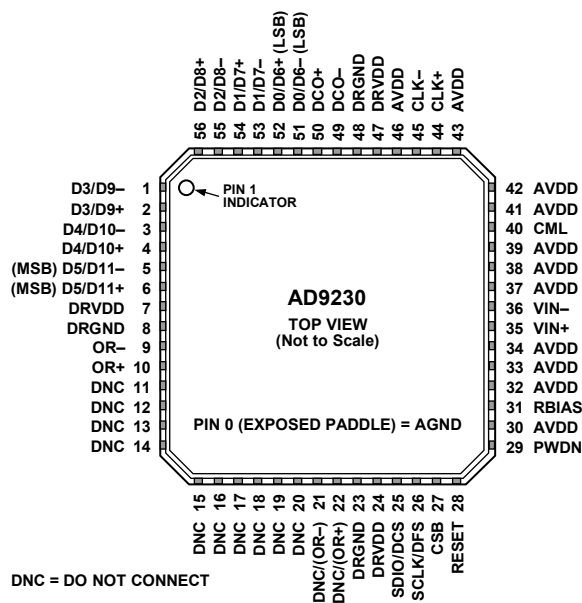 56 D2/D8+
55 D2/D8–
54 D1/D7+
53 D1/D7–
52 D0/D6+ (LSB)
51 D0/D6– (LSB)
50 DCO+
49 DCO–
48 DRGND
47 DRVDD
46 AVDD
45 CLK–
44 CLK+
43 AVDD
D3/D9– 1
D3/D9+ 2
D4/D10– 3
D4/D10+ 4
(MSB) D5/D11– 5
(MSB) D5/D11+ 6
DRVDD 7
DRGND 8
OR– 9
OR+ 10
DNC 11
DNC 12
DNC 13
DNC 14
PIN 1
INDICATOR
AD9230
TOP VIEW
(Not to Scale)
PIN 0 (EXPOSED PADDLE) = AGND
42 AVDD
41 AVDD
40 CML
39 AVDD
38 AVDD
37 AVDD
36 VIN–
35 VIN+
34 AVDD
33 AVDD
32 AVDD
31 RBIAS
30 AVDD
29 PWDN
DNC 15
DNC 16
DNC 17
DNC 18
DNC 19
DNC 20
DNC/(OR–) 21
DNC/(OR+) 22
DRGND 23
DRVDD 24
SDIO/DCS 25
SCLK/DFS 26
CSB 27
RESET 28
DNC = DO NOT CONNECT